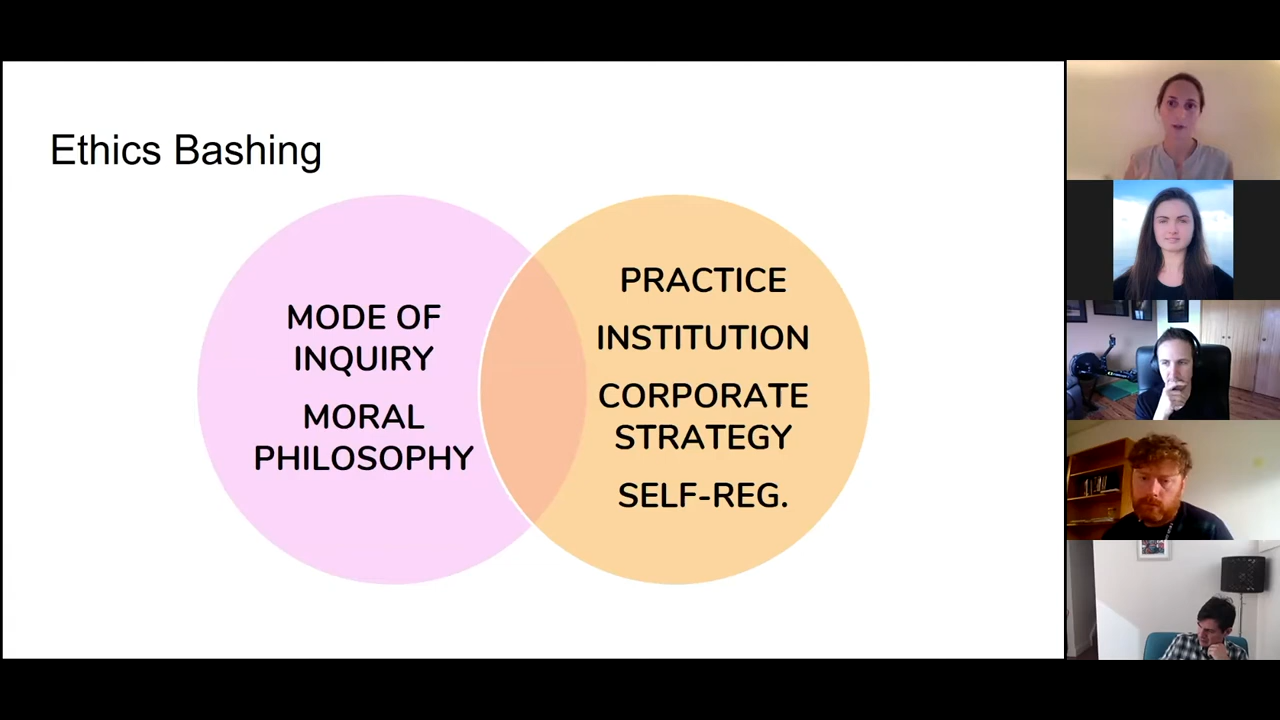 Ethics Bashing
MODE OF
INQUIRY
MORAL
PHILOSOPHY
PRACTICE
INSTITUTION
CORPORATE
STRATEGY
SELF-REG.